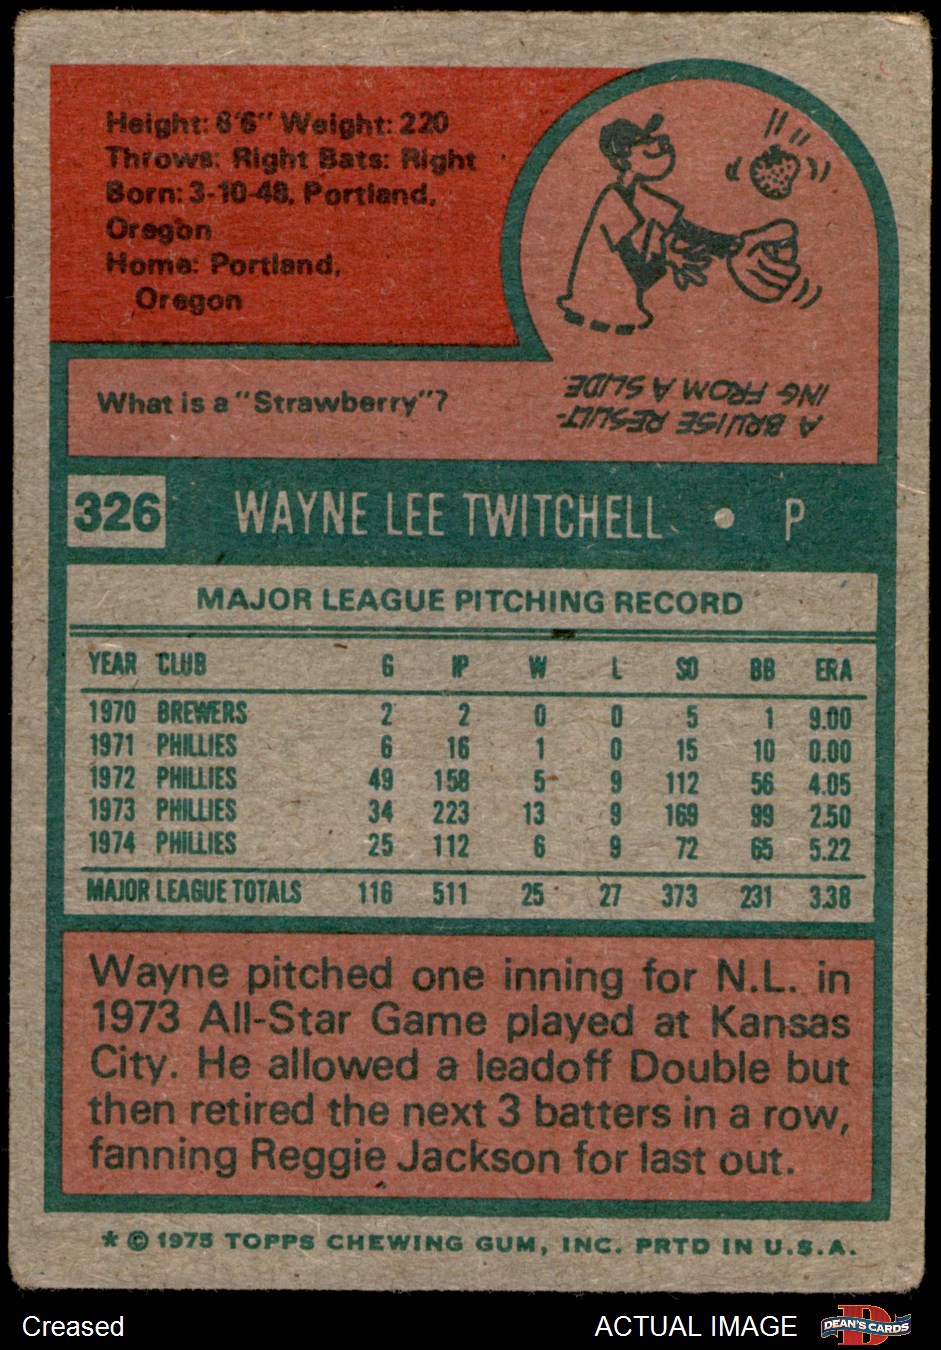 Height: 6'6" Weight: 220
Throws: Right Bats: Right
Born: 3-10-48, Portland,
Oregon
Home: Portland,
Oregon
What is a "Strawberry"?
A BRUISE RESULT-
ING FROM A SLIDE.
326 WAYNE LEE TWITCHELL • P
MAJOR LEAGUE PITCHING RECORD
YEAR CLUB G IP W L SO BB ERA
1970 BREWERS 2 2 0 0 5 1 9.00
1971 PHILLIES 6 16 1 0 15 10 0.00
1972 PHILLIES 49 158 5 9 112 56 4.05
1973 PHILLIES 34 223 13 9 169 99 2.50
1974 PHILLIES 25 112 6 9 72 65 5.22
MAJOR LEAGUE TOTALS 116 511 25 27 373 231 3.38
Wayne pitched one inning for N.L. in
1973 All-Star Game played at Kansas
City. He allowed a leadoff Double but
then retired the next 3 batters in a row,
fanning Reggie Jackson for last out.
* © 1975 TOPPS CHEWING GUM, INC. PRTD IN U.S.A.
Creased ACTUAL IMAGE D DEAN'S CARDS